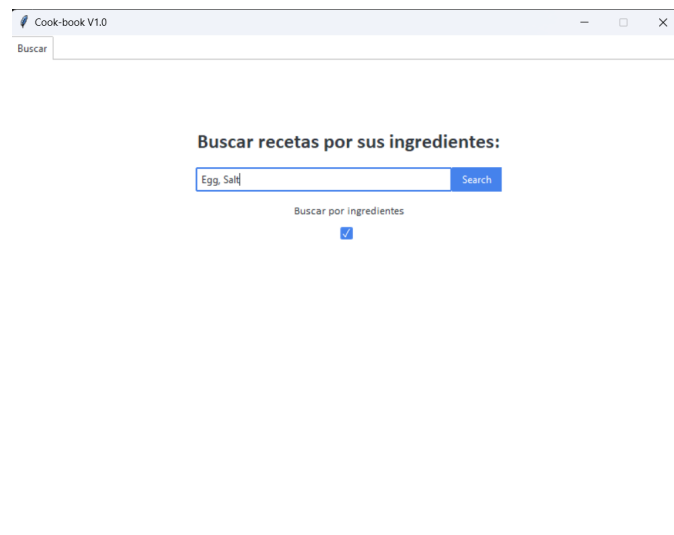 Cook-book V1.0
Buscar
Buscar recetas por sus ingredientes:
Egg, Salt
Search
Buscar por ingredientes